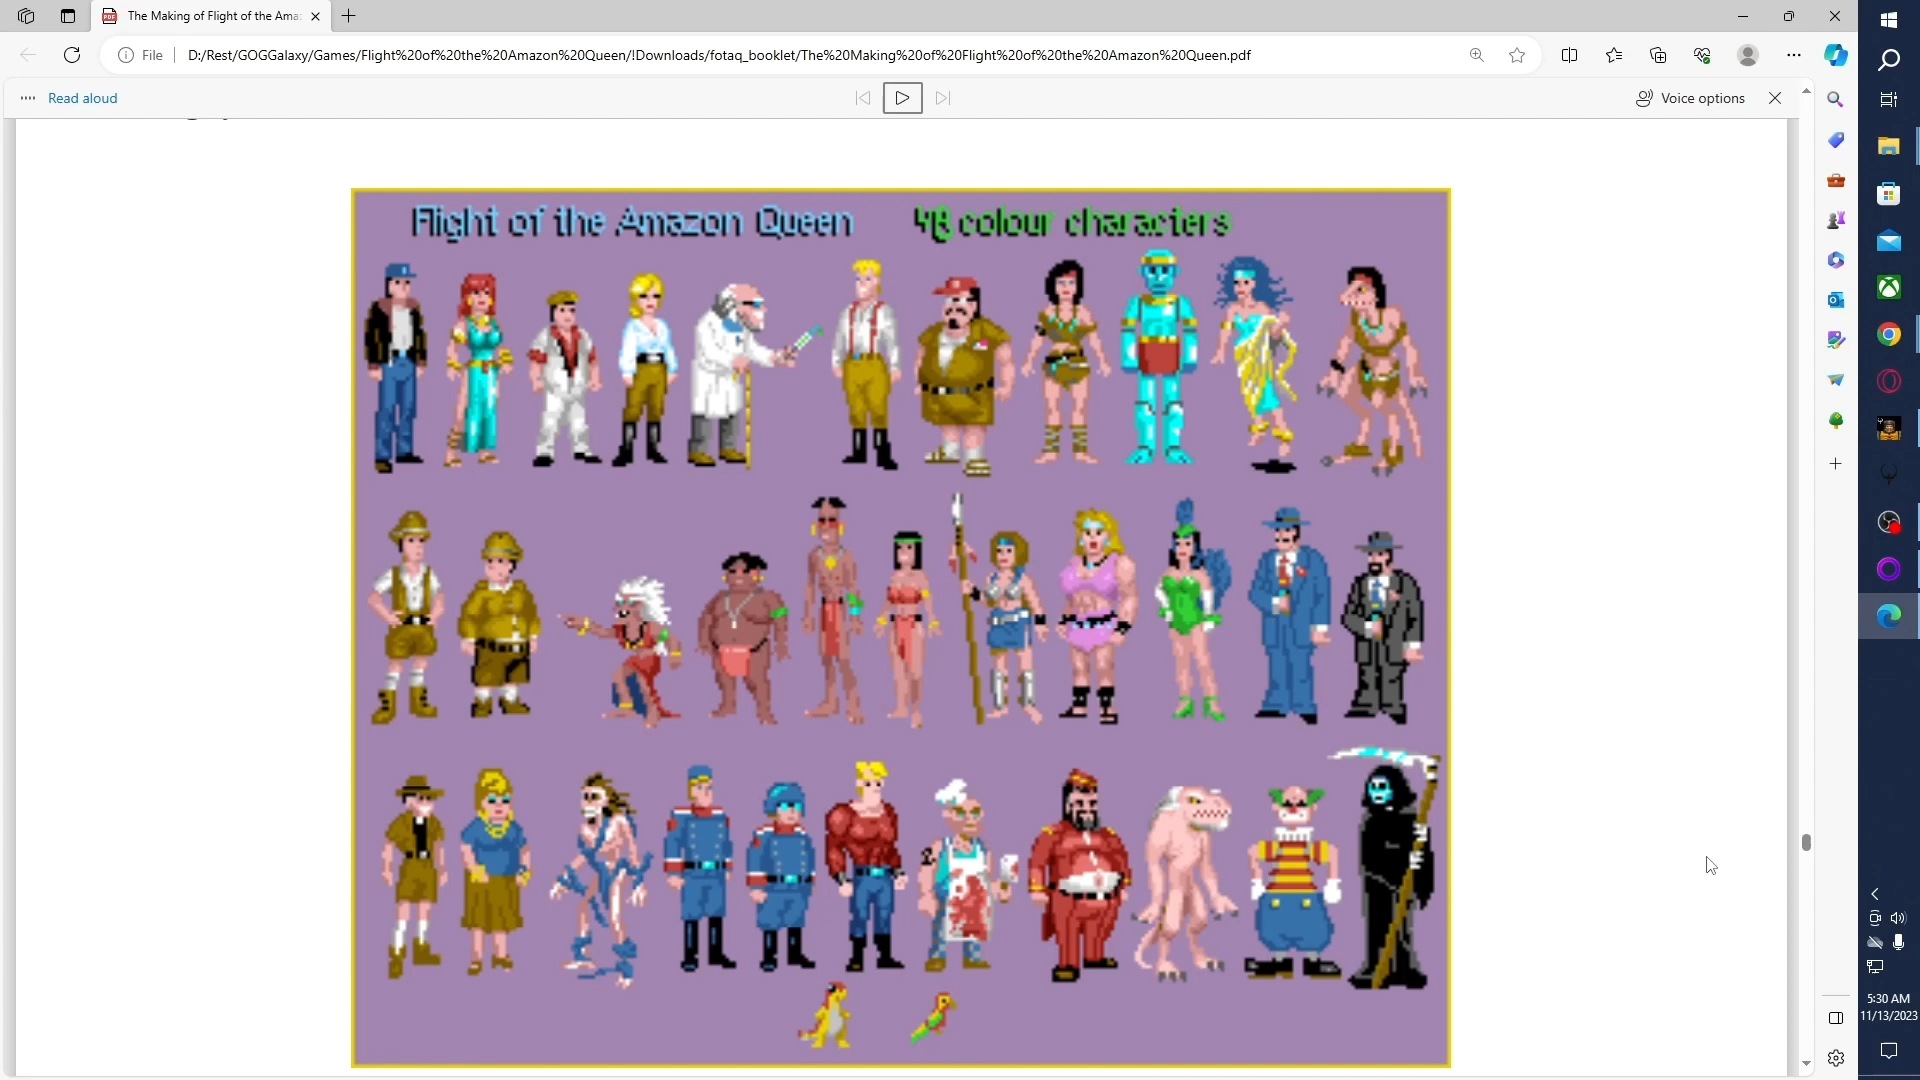 The Making of Flight of the Ama
File
D:/Rest/GOGGalaxy/Games/Flight%20of%20the%20Amazon%20Queen/!Downloads/fotaq_booklet/The%20Making%20of%20Flight%20of%20the%20Amazon%20Queen.pdf
Read aloud
Voice options
Flight of the Amazon Queen 48 colour characters
5:30 AM
11/13/2023